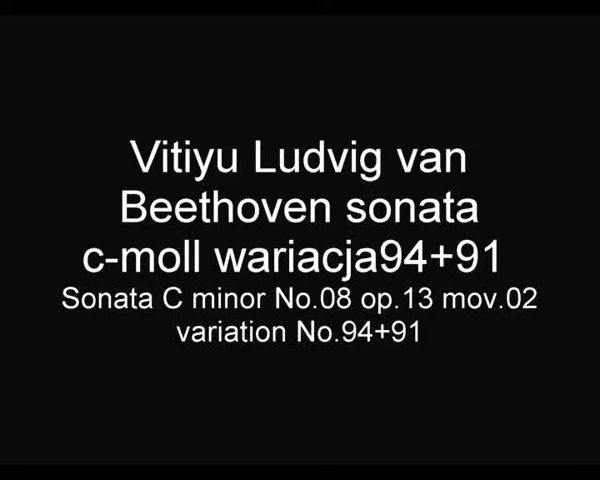 Vitiyu Ludvig van
Beethoven sonata
c-moll wariacja94+91
Sonata C minor No.08 op.13 mov.02
variation No.94+91